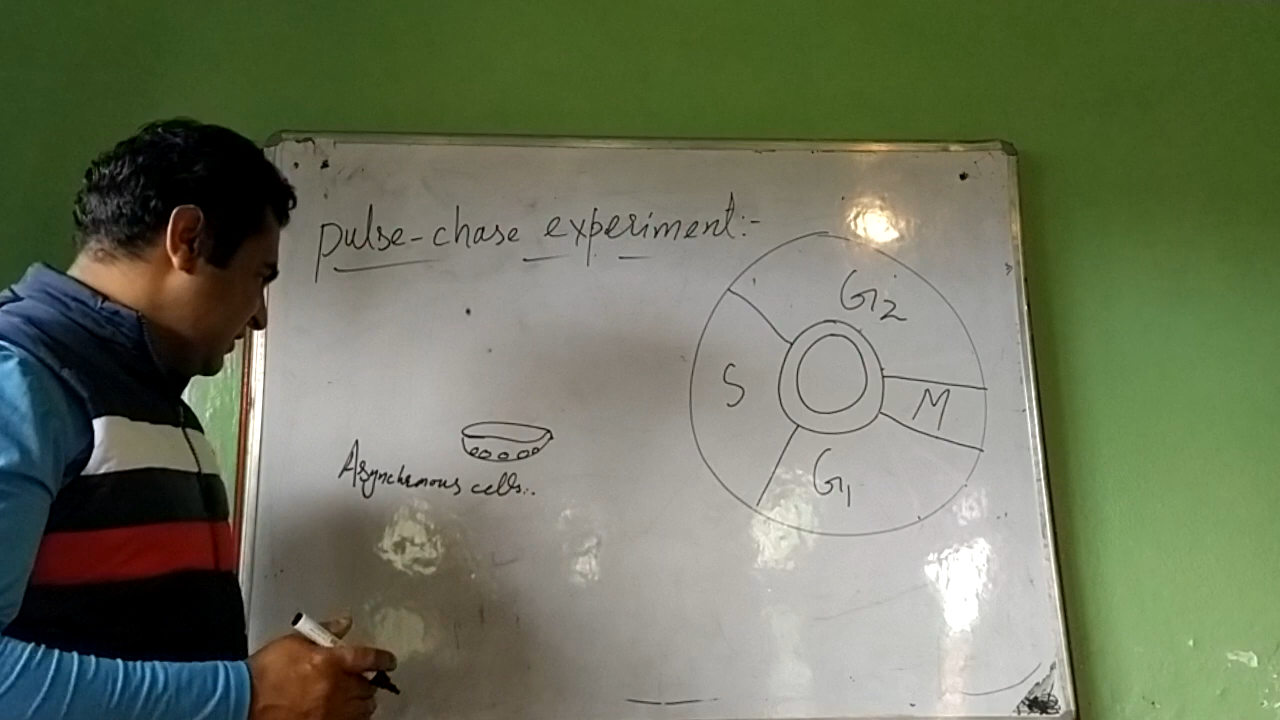 pulse-chase experiment:-
G2
S
M
G1
Asynchronous cells..